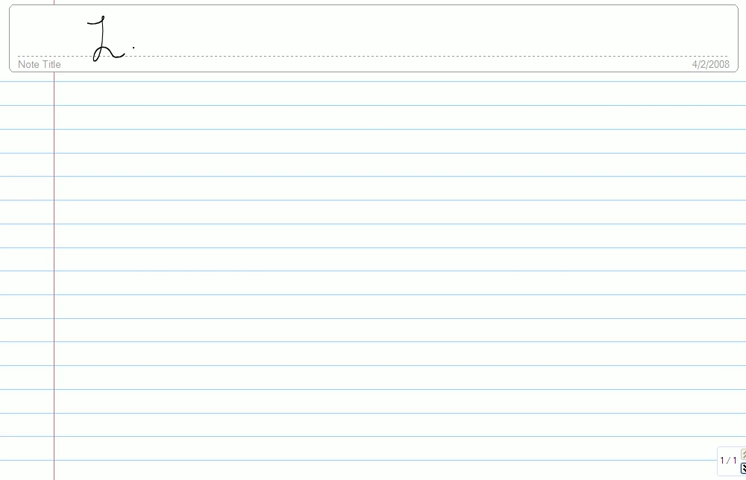 L.
Note Title
4/2/2008
1 / 1